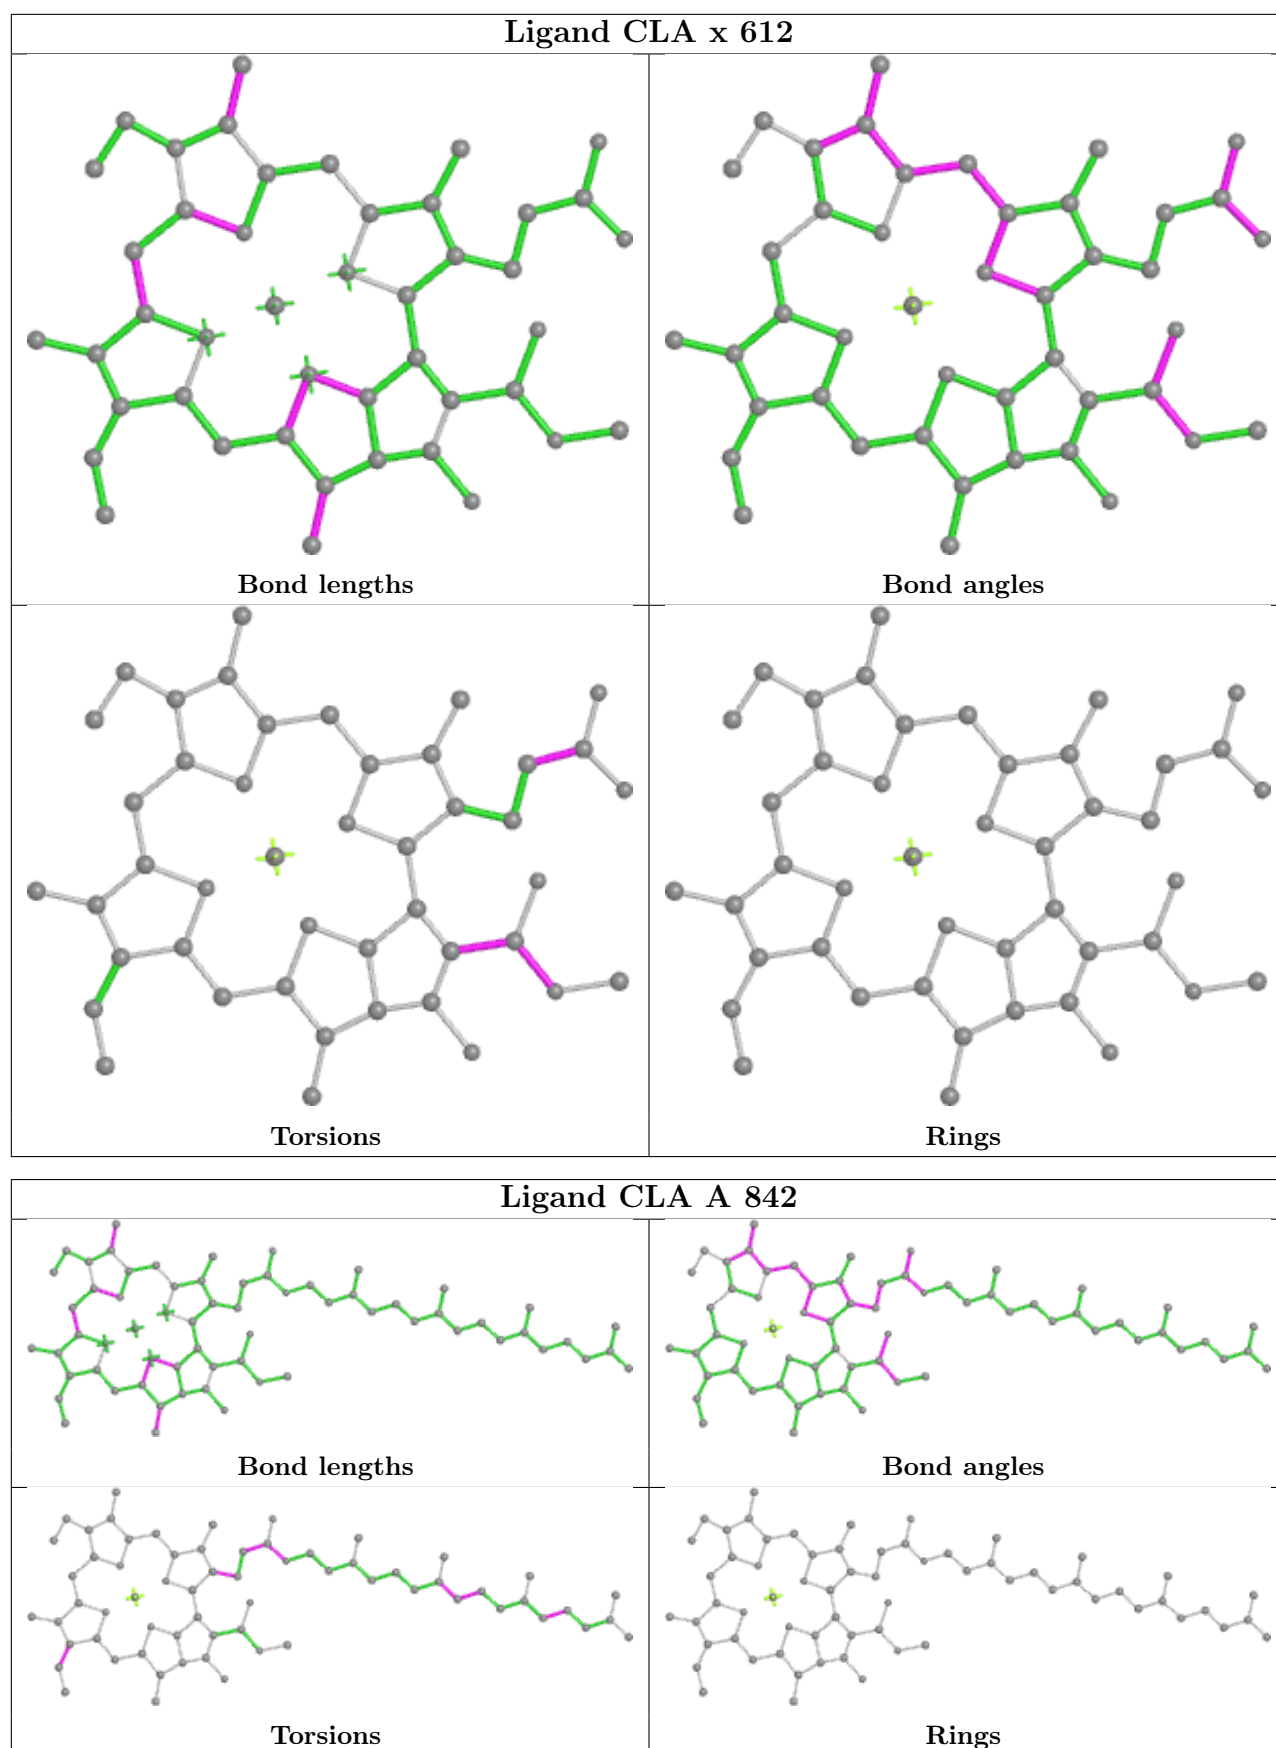 Ligand CLA x 612
Bond lengths
Bond angles
Torsions
Rings
Ligand CLA A 842
Bond lengths
Bond angles
Torsions
Rings